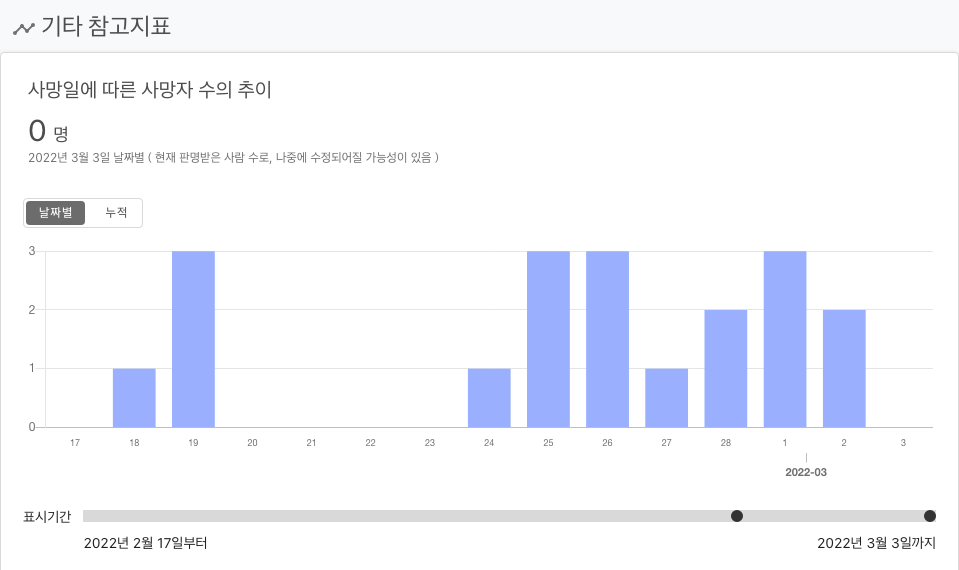 기타 참고지표
사망일에 따른 사망자 수의 추이
0 명
2022년 3월 3일 날짜별 ( 현재 판명받은 사람 수로, 나중에 수정되어질 가능성이 있음 )
날짜별 누적
3
2
1
0
17 18 19 20 21 22 23 24 25 26 27 28 1 2 3
2022-03
표시기간
2022년 2월 17일부터 2022년 3월 3일까지